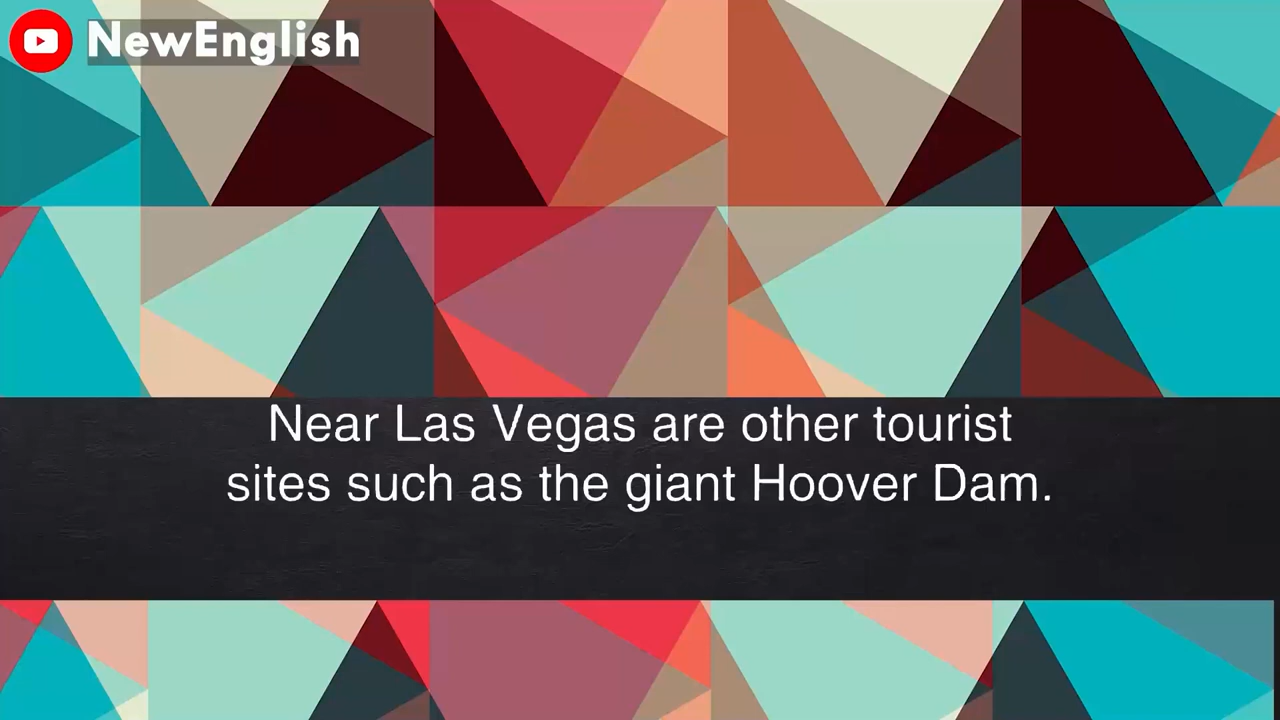 NewEnglish
Near Las Vegas are other tourist
sites such as the giant Hoover Dam.